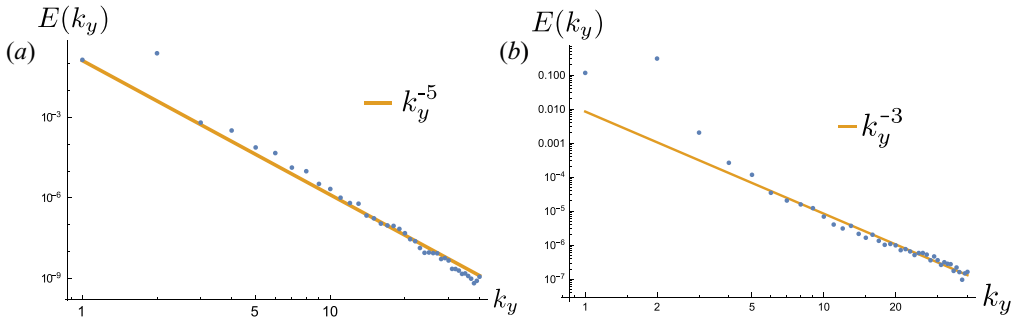 E(k_y)
(a)
10^{-3}
10^{-6}
10^{-9}
k_y^{-5}
1
5
10
k_y
E(k_y)
(b)
0.100
0.010
0.001
10^{-4}
10^{-5}
10^{-6}
10^{-7}
k_y^{-3}
1
2
5
10
20
k_y